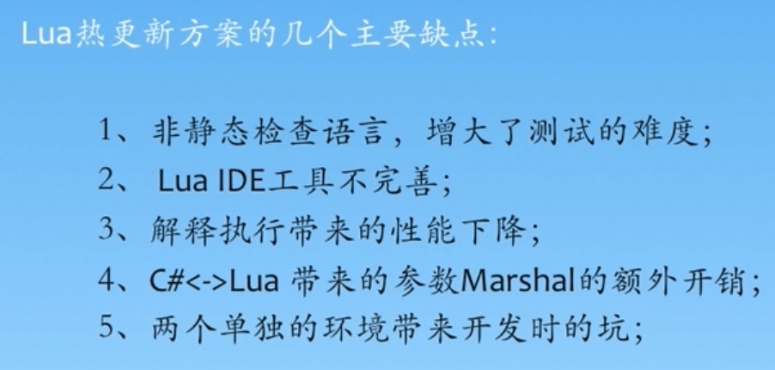 Lua热更新方案的几个主要缺点:
1、非静态检查语言，增大了测试的难度;
2、 Lua IDE工具不完善;
3、解释执行带来的性能下降;
4、C#<->Lua 带来的参数Marshal的额外开销;
5、两个单独的环境带来开发时的坑;